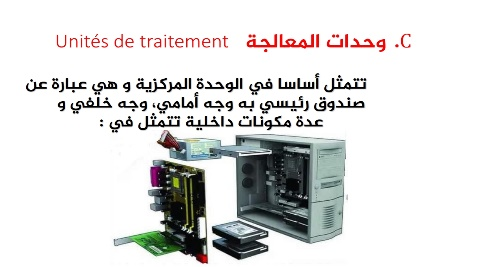 C. وحدات المعالجة Unités de traitement
تتمثل أساسا في الوحدة المركزية و هي عبارة عن
صندوق رئيسي به وجه أمامي، وجه خلفي و
عدة مكونات داخلية تتمثل في :